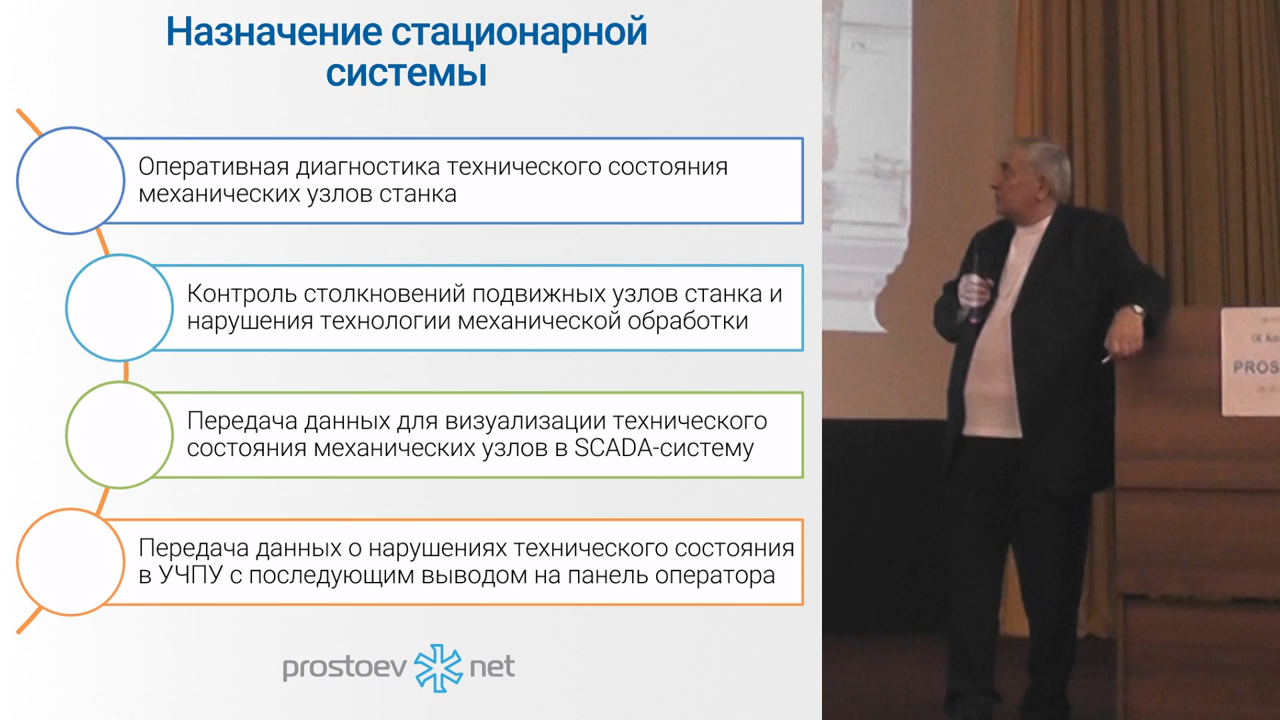 Назначение стационарной
системы
Оперативная диагностика технического состояния
механических узлов станка
Контроль столкновений подвижных узлов станка и
нарушения технологии механической обработки
Передача данных для визуализации технического
состояния механических узлов в SCADA-систему
Передача данных о нарушениях технического состояния
в УЧПУ с последующим выводом на панель оператора
prostoev net
PROS